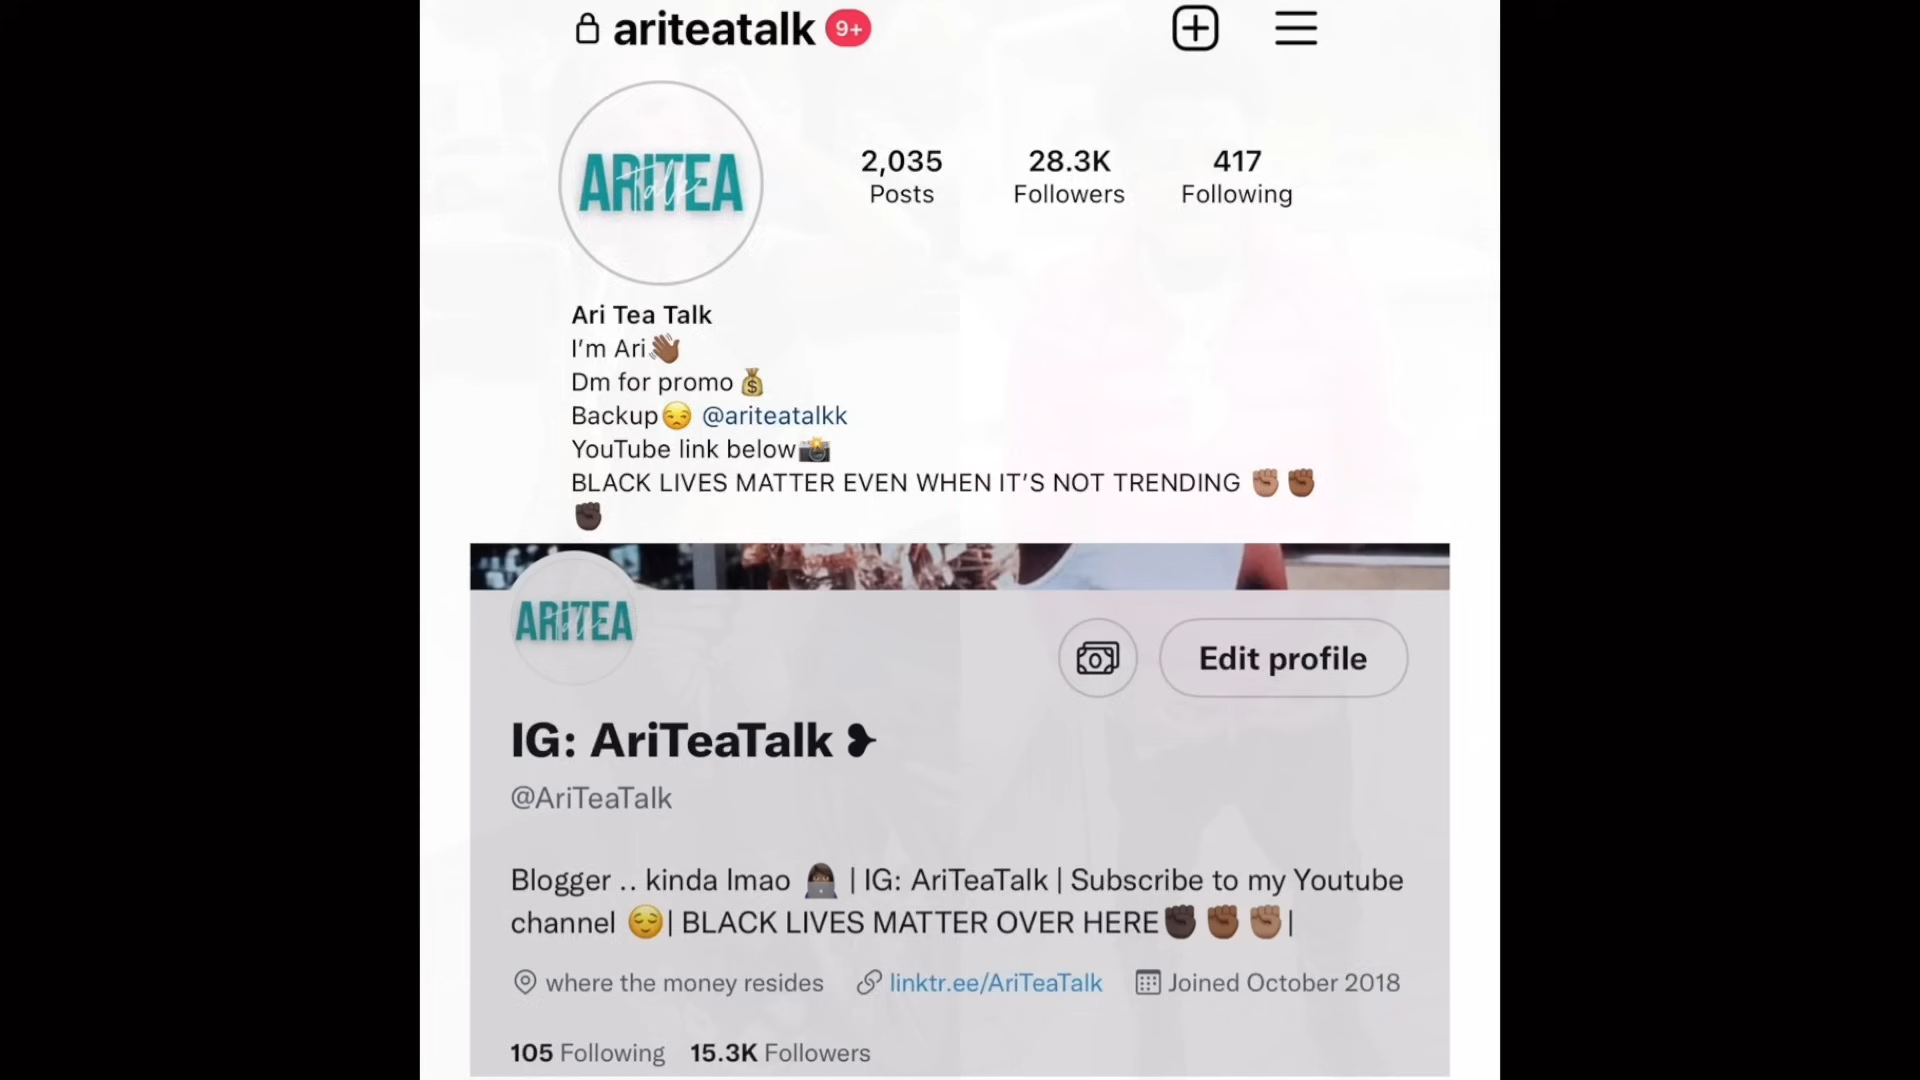 ariteatalk 9+
ARITEA
Talk
2,035 28.3K 417
Posts Followers Following
Ari Tea Talk
I’m Ari👋🏾
Dm for promo 💰
Backup😒 @ariteatalkk
YouTube link below📸
BLACK LIVES MATTER EVEN WHEN IT’S NOT TRENDING ✊🏽 ✊🏾
✊🏿
ARITEA
Talk
Edit profile
IG: AriTeaTalk ❥
@AriTeaTalk
Blogger .. kinda lmao 👩🏿‍💻 | IG: AriTeaTalk | Subscribe to my Youtube
channel 😌| BLACK LIVES MATTER OVER HERE✊🏿 ✊🏾 ✊🏽 |
where the money resides linktr.ee/AriTeaTalk Joined October 2018
105 Following 15.3K Followers